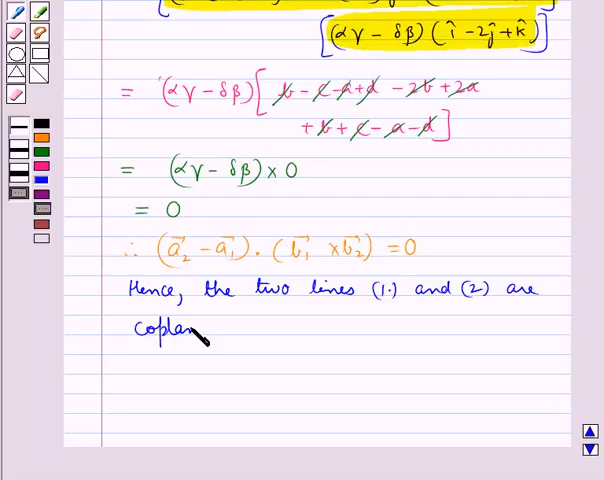 (αγ − δβ) (î − 2ĵ + k̂)]
= (αγ − δβ)[b − c − a + d − 2b + 2a
+ b + c − a − d]
= (αγ − δβ) × 0
= 0
∴ (a₂⃗ − a₁⃗) · (b₁⃗ × b₂⃗) = 0
Hence, the two lines (1.) and (2) are
coplan